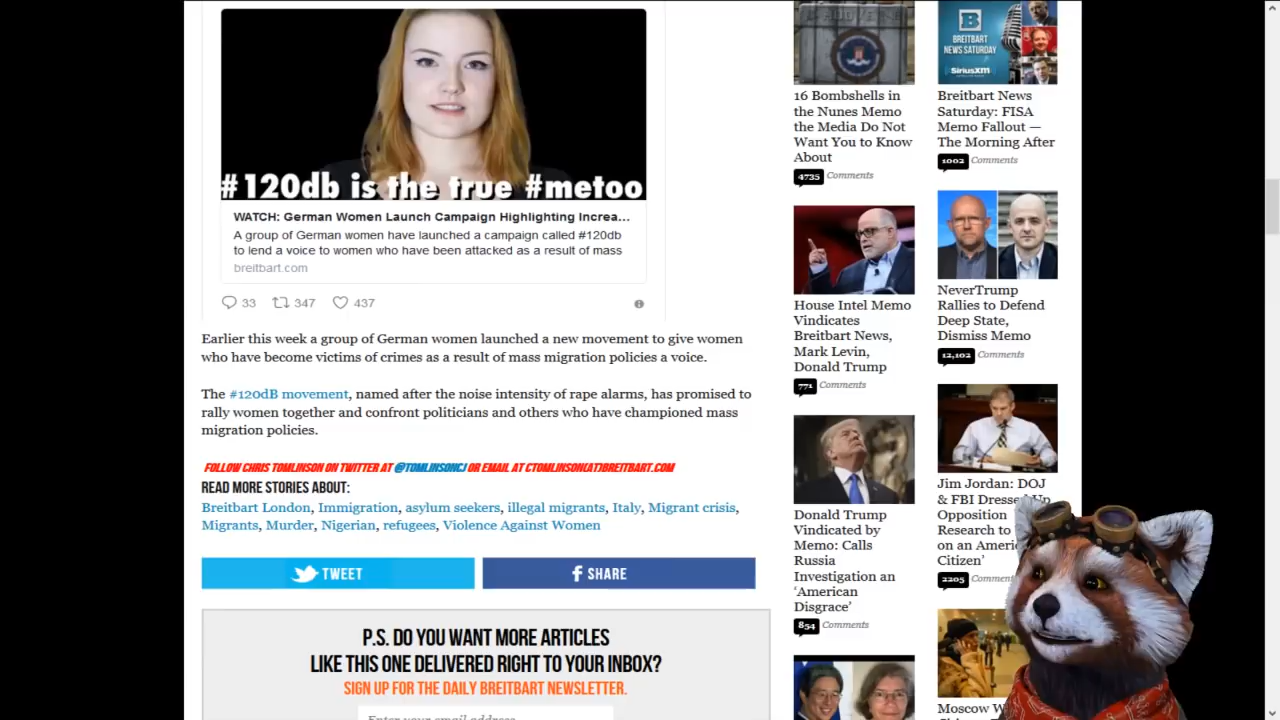 #120db is the true #metoo
WATCH: German Women Launch Campaign Highlighting Increa...
A group of German women have launched a campaign called #120db
to lend a voice to women who have been attacked as a result of mass
breitbart.com
33 347 437
Earlier this week a group of German women launched a new movement to give women
who have become victims of crimes as a result of mass migration policies a voice.
The #120dB movement, named after the noise intensity of rape alarms, has promised to
rally women together and confront politicians and others who have championed mass
migration policies.
FOLLOW CHRIS TOMLINSON ON TWITTER AT @TOMLINSONCJ OR EMAIL AT CTOMLINSON(AT)BREITBART.COM
READ MORE STORIES ABOUT:
Breitbart London, Immigration, asylum seekers, illegal migrants, Italy, Migrant crisis,
Migrants, Murder, Nigerian, refugees, Violence Against Women
TWEET
SHARE
P.S. DO YOU WANT MORE ARTICLES
LIKE THIS ONE DELIVERED RIGHT TO YOUR INBOX?
SIGN UP FOR THE DAILY BREITBART NEWSLETTER.
Enter your email address
16 Bombshells in
the Nunes Memo
the Media Do Not
Want You to Know
About
4735 Comments
House Intel Memo
Vindicates
Breitbart News,
Mark Levin,
Donald Trump
771 Comments
Donald Trump
Vindicated by
Memo: Calls
Russia
Investigation an
‘American
Disgrace’
854 Comments
B
BREITBART
NEWS SATURDAY
SiriusXM
Breitbart News
Saturday: FISA
Memo Fallout —
The Morning After
1002 Comments
NeverTrump
Rallies to Defend
Deep State,
Dismiss Memo
12,102 Comments
Jim Jordan: DOJ
& FBI Dressed Up
Opposition
Research to
on an
Citizen’
2205
Moscow